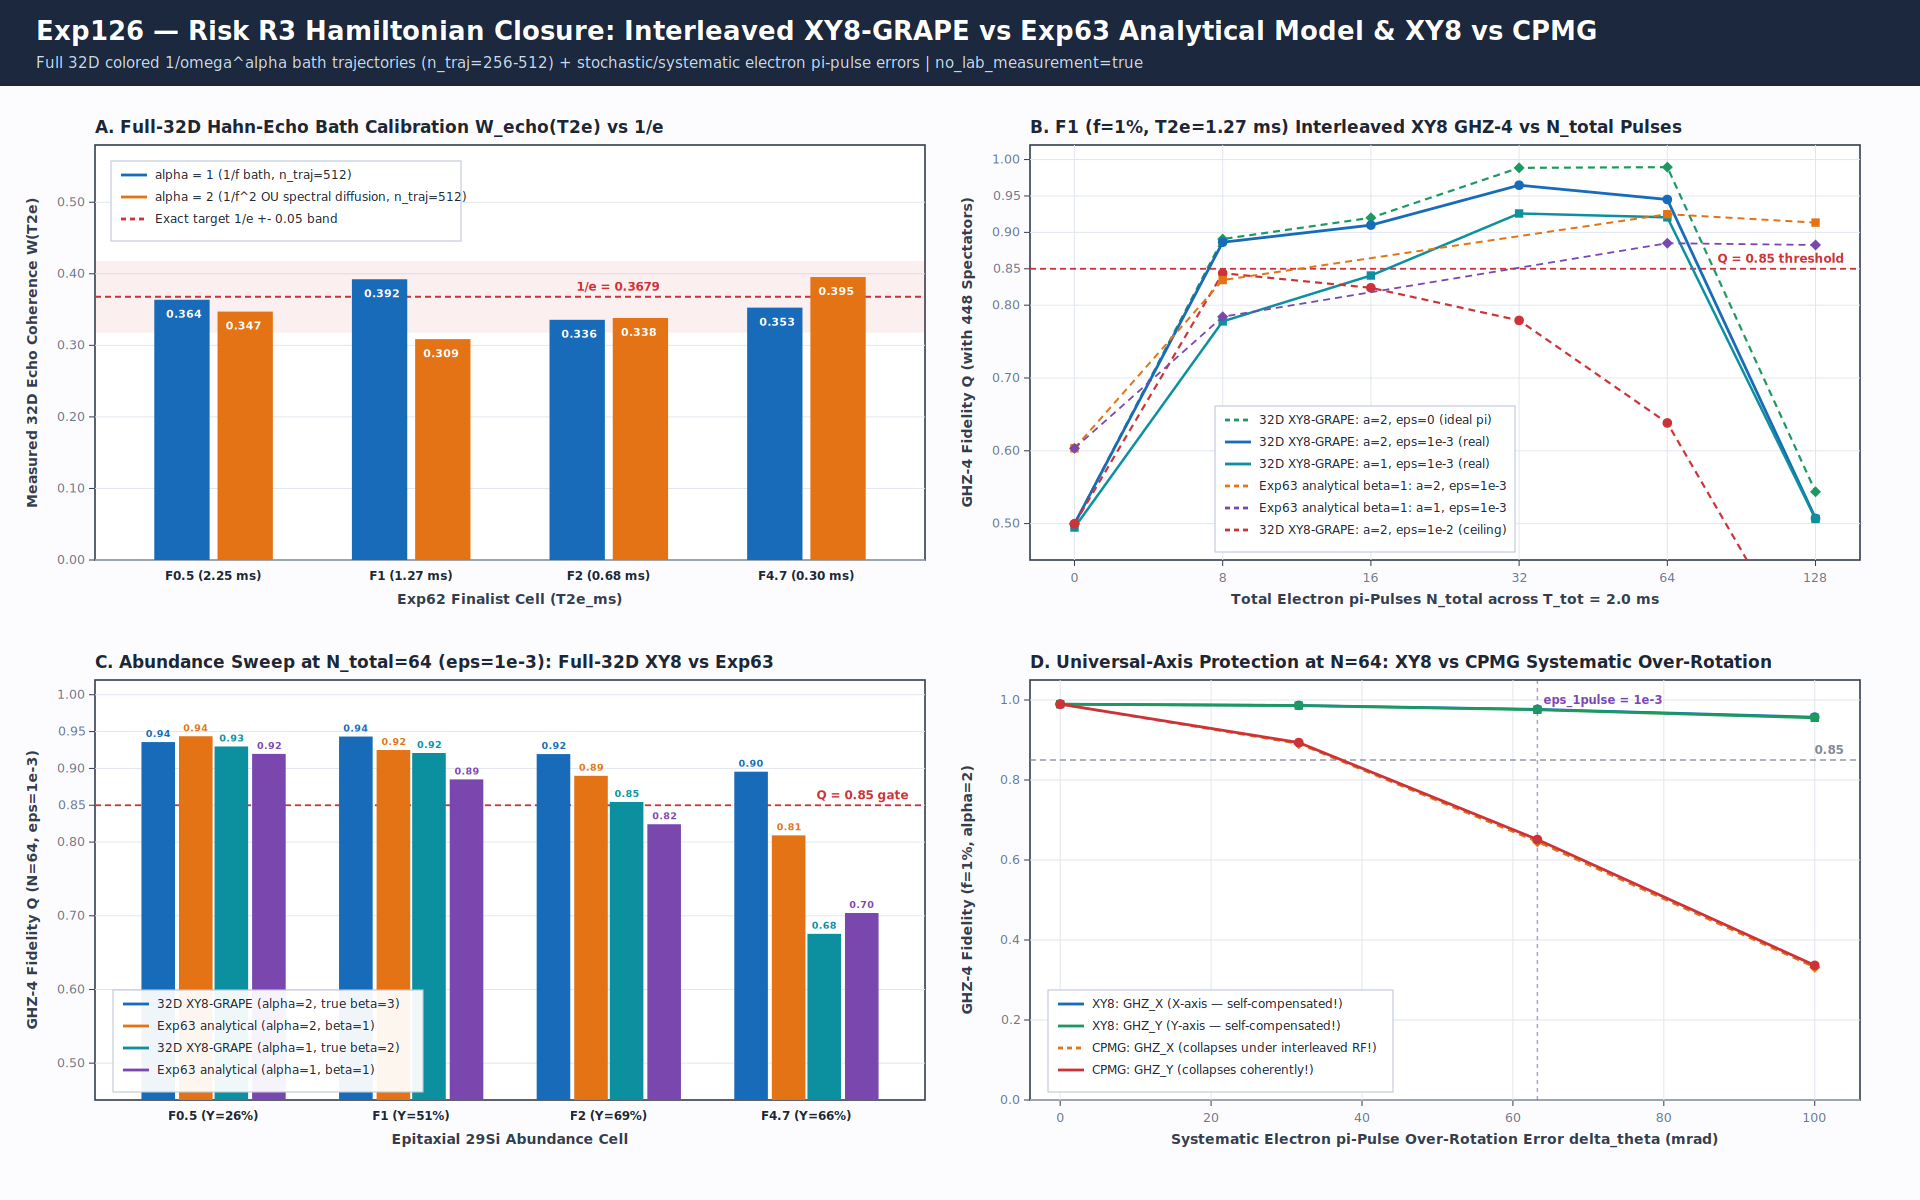 Exp126 — Risk R3 Hamiltonian Closure: Interleaved XY8-GRAPE vs Exp63 Analytical Model & XY8 vs CPMG
Full 32D colored 1/omega^alpha bath trajectories (n_traj=256-512) + stochastic/systematic electron pi-pulse errors | no_lab_measurement=true
A. Full-32D Hahn-Echo Bath Calibration W_echo(T2e) vs 1/e
Measured 32D Echo Coherence W(T2e)
0.50
0.40
0.30
0.20
0.10
0.00
alpha = 1 (1/f bath, n_traj=512)
alpha = 2 (1/f^2 OU spectral diffusion, n_traj=512)
Exact target 1/e +- 0.05 band
1/e = 0.3679
0.364
0.347
0.392
0.309
0.336
0.338
0.353
0.395
F0.5 (2.25 ms)
F1 (1.27 ms)
F2 (0.68 ms)
F4.7 (0.30 ms)
Exp62 Finalist Cell (T2e_ms)
B. F1 (f=1%, T2e=1.27 ms) Interleaved XY8 GHZ-4 vs N_total Pulses
GHZ-4 Fidelity Q (with 448 Spectators)
1.00
0.95
0.90
0.85
0.80
0.70
0.60
0.50
Q = 0.85 threshold
32D XY8-GRAPE: a=2, eps=0 (ideal pi)
32D XY8-GRAPE: a=2, eps=1e-3 (real)
32D XY8-GRAPE: a=1, eps=1e-3 (real)
Exp63 analytical beta=1: a=2, eps=1e-3
Exp63 analytical beta=1: a=1, eps=1e-3
32D XY8-GRAPE: a=2, eps=1e-2 (ceiling)
0
8
16
32
64
128
Total Electron pi-Pulses N_total across T_tot = 2.0 ms
C. Abundance Sweep at N_total=64 (eps=1e-3): Full-32D XY8 vs Exp63
GHZ-4 Fidelity Q (N=64, eps=1e-3)
1.00
0.95
0.90
0.85
0.80
0.70
0.60
0.50
Q = 0.85 gate
0.94
0.94
0.93
0.92
0.94
0.92
0.92
0.89
0.92
0.89
0.85
0.82
0.90
0.81
0.68
0.70
32D XY8-GRAPE (alpha=2, true beta=3)
Exp63 analytical (alpha=2, beta=1)
32D XY8-GRAPE (alpha=1, true beta=2)
Exp63 analytical (alpha=1, beta=1)
F0.5 (Y=26%)
F1 (Y=51%)
F2 (Y=69%)
F4.7 (Y=66%)
Epitaxial 29Si Abundance Cell
D. Universal-Axis Protection at N=64: XY8 vs CPMG Systematic Over-Rotation
GHZ-4 Fidelity (f=1%, alpha=2)
1.0
0.8
0.6
0.4
0.2
0.0
eps_1pulse = 1e-3
0.85
XY8: GHZ_X (X-axis — self-compensated!)
XY8: GHZ_Y (Y-axis — self-compensated!)
CPMG: GHZ_X (collapses under interleaved RF!)
CPMG: GHZ_Y (collapses coherently!)
0
20
40
60
80
100
Systematic Electron pi-Pulse Over-Rotation Error delta_theta (mrad)